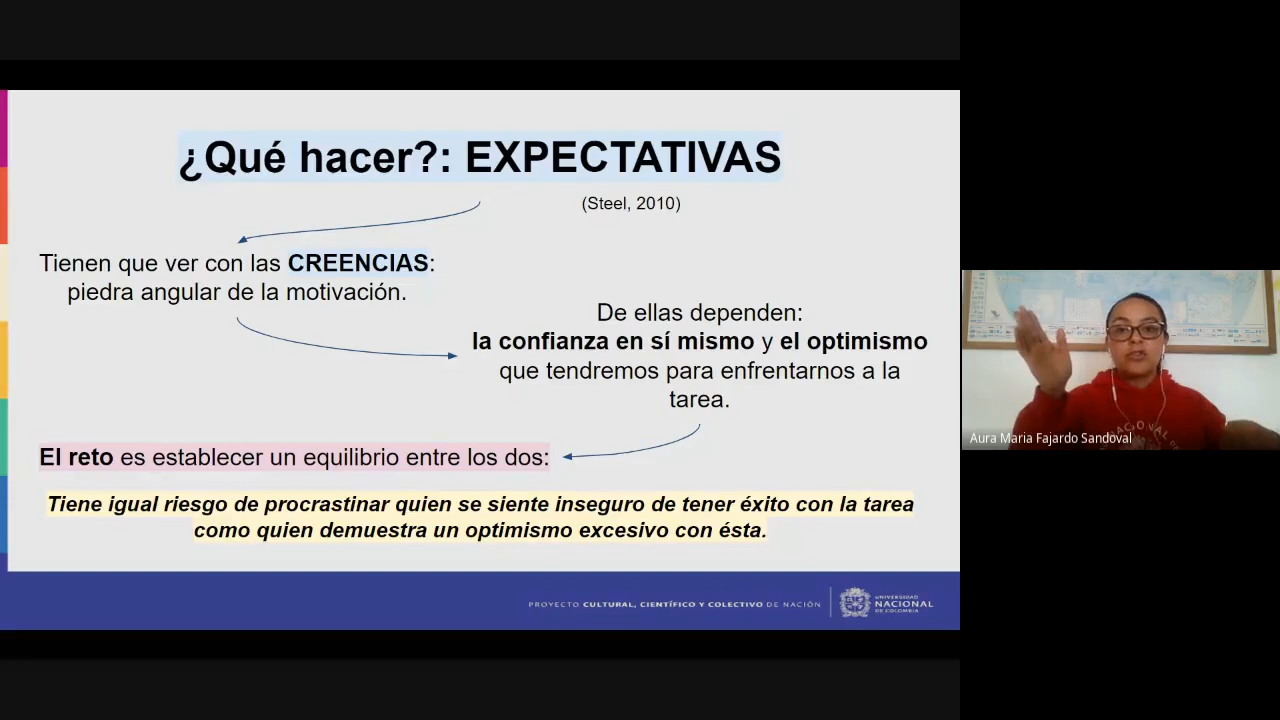 ¿Qué hacer?: EXPECTATIVAS
(Steel, 2010)
Tienen que ver con las CREENCIAS:
piedra angular de la motivación.
De ellas dependen:
la confianza en sí mismo y el optimismo
que tendremos para enfrentarnos a la
tarea.
El reto es establecer un equilibrio entre los dos:
Tiene igual riesgo de procrastinar quien se siente inseguro de tener éxito con la tarea
como quien demuestra un optimismo excesivo con ésta.
PROYECTO CULTURAL, CIENTÍFICO Y COLECTIVO DE NACIÓN
UNIVERSIDAD
NACIONAL
DE COLOMBIA
Aura Maria Fajardo Sandoval